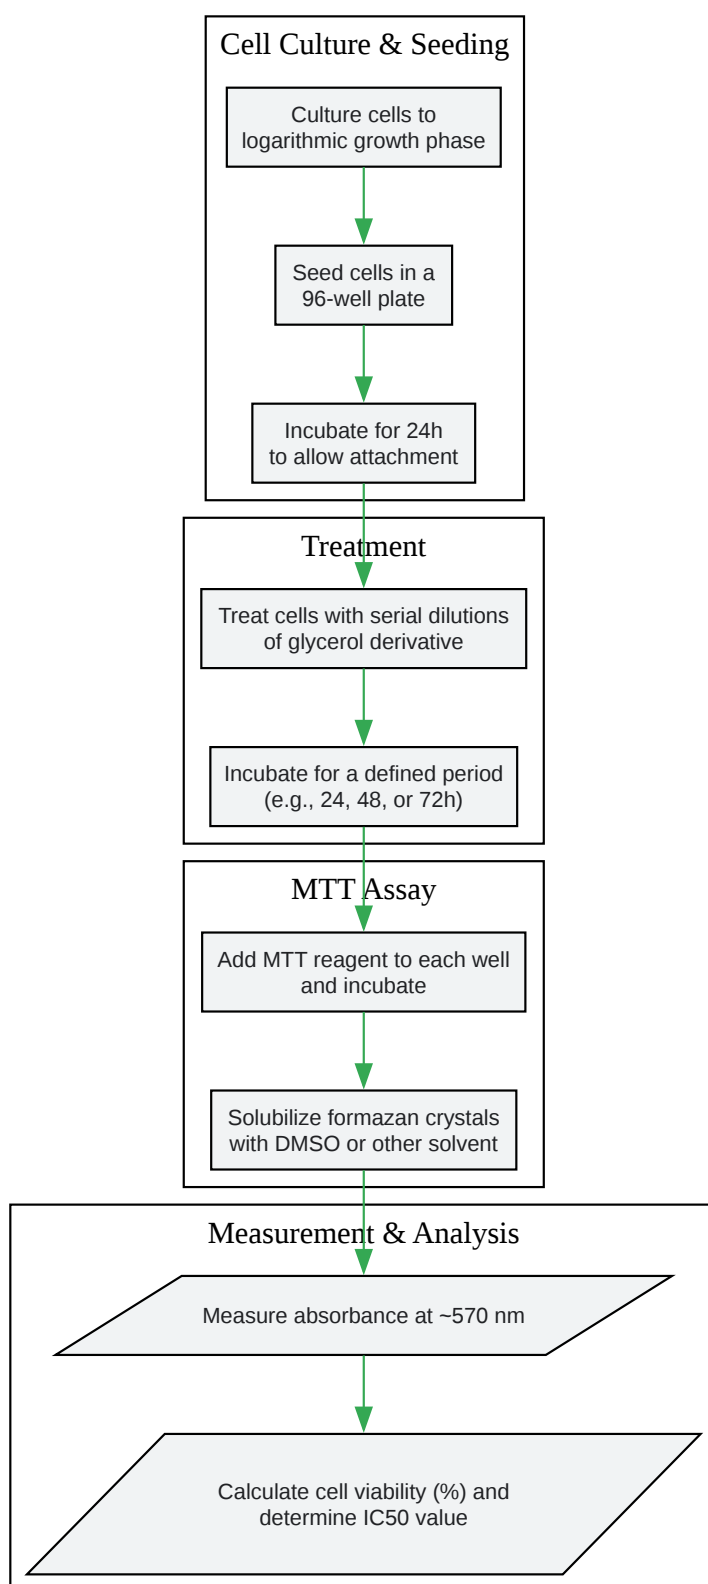 Cell Culture & Seeding
Culture cells to
logarithmic growth phase
Seed cells in a
96-well plate
Incubate for 24h
to allow attachment
Treatment
Treat cells with serial dilutions
of glycerol derivative
Incubate for a defined period
(e.g., 24, 48, or 72h)
MTT Assay
Add MTT reagent to each well
and incubate
Solubilize formazan crystals
with DMSO or other solvent
Measurement & Analysis
Measure absorbance at ~570 nm
Calculate cell viability (%) and
determine IC50 value